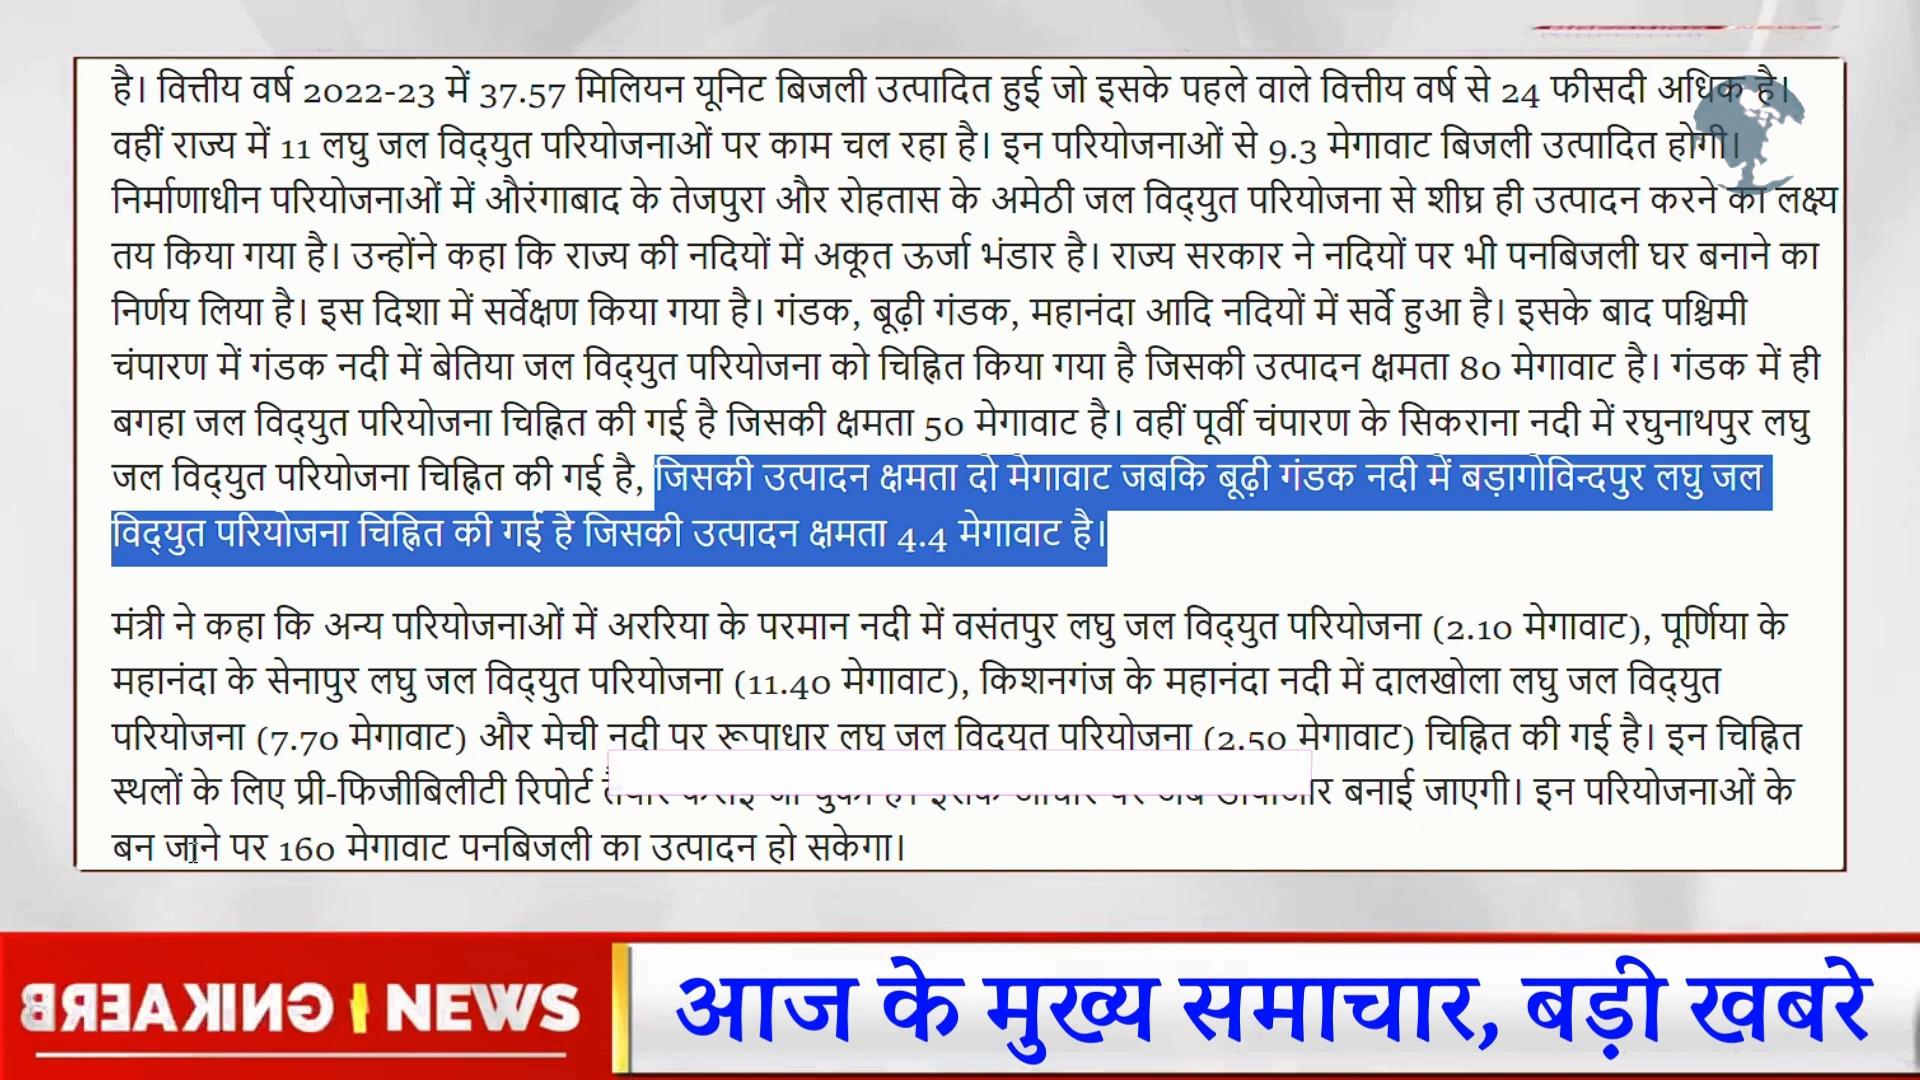 है। वित्तीय वर्ष 2022-23 में 37.57 मिलियन यूनिट बिजली उत्पादित हुई जो इसके पहले वाले वित्तीय वर्ष से 24 फीसदी अधिक है।
वहीं राज्य में 11 लघु जल विद्युत परियोजनाओं पर काम चल रहा है। इन परियोजनाओं से 9.3 मेगावाट बिजली उत्पादित होगी।
निर्माणाधीन परियोजनाओं में औरंगाबाद के तेजपुरा और रोहतास के अमेठी जल विद्युत परियोजना से शीघ्र ही उत्पादन करने का लक्ष्य
तय किया गया है। उन्होंने कहा कि राज्य की नदियों में अकूत ऊर्जा भंडार है। राज्य सरकार ने नदियों पर भी पनबिजली घर बनाने का
निर्णय लिया है। इस दिशा में सर्वेक्षण किया गया है। गंडक, बूढ़ी गंडक, महानंदा आदि नदियों में सर्वे हुआ है। इसके बाद पश्चिमी
चंपारण में गंडक नदी में बेतिया जल विद्युत परियोजना को चिह्नित किया गया है जिसकी उत्पादन क्षमता 80 मेगावाट है। गंडक में ही
बगहा जल विद्युत परियोजना चिह्नित की गई है जिसकी क्षमता 50 मेगावाट है। वहीं पूर्वी चंपारण के सिकराना नदी में रघुनाथपुर लघु
जल विद्युत परियोजना चिह्नित की गई है, जिसकी उत्पादन क्षमता दो मेगावाट जबकि बूढ़ी गंडक नदी में बड़ागोविन्दपुर लघु जल
विद्युत परियोजना चिह्नित की गई है जिसकी उत्पादन क्षमता 4.4 मेगावाट है।
मंत्री ने कहा कि अन्य परियोजनाओं में अररिया के परमान नदी में वसंतपुर लघु जल विद्युत परियोजना (2.10 मेगावाट), पूर्णिया के
महानंदा के सेनापुर लघु जल विद्युत परियोजना (11.40 मेगावाट), किशनगंज के महानंदा नदी में दालखोला लघु जल विद्युत
परियोजना (7.70 मेगावाट) और मेची नदी पर रूपाधार लघु जल विद्युत परियोजना (2.50 मेगावाट) चिह्नित की गई है। इन चिह्नित
स्थलों के लिए प्री-फिजीबिलीटी रिपोर्ट बनाई जाएगी। इन परियोजनाओं के
बन जाने पर 160 मेगावाट पनबिजली का उत्पादन हो सकेगा।
BREAKING NEWS
आज के मुख्य समाचार, बड़ी खबरे